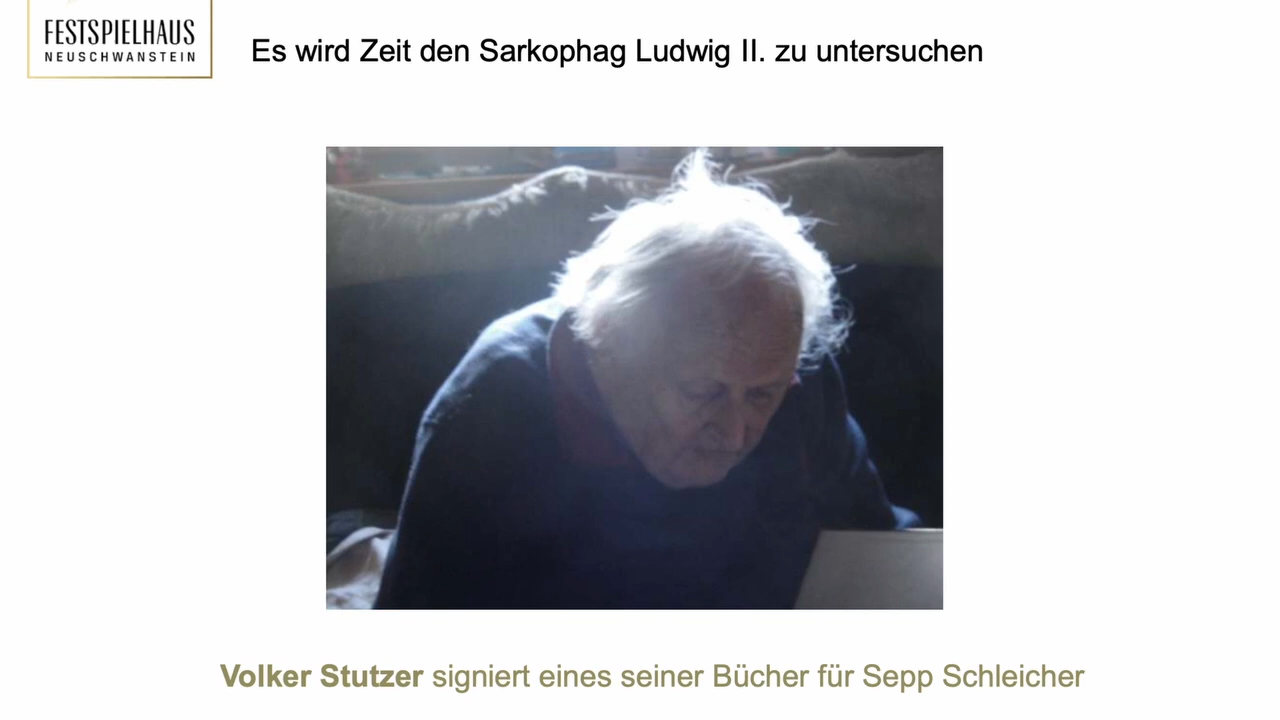 FESTSPIELHAUS
NEUSCHWANSTEIN
Es wird Zeit den Sarkophag Ludwig II. zu untersuchen
Volker Stutzer signiert eines seiner Bücher für Sepp Schleicher